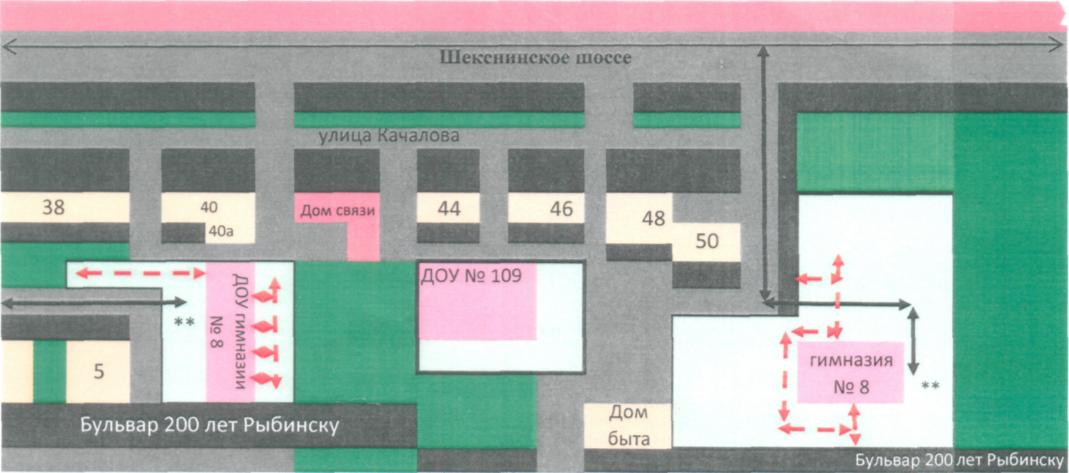 Шекснинское шоссе
улица Качалова
38
40
40а
Дом связи
44
46
48
50
ДОУ гимназии
№ 8
**
ДОУ № 109
5
гимназия
№ 8
**
Дом
быта
Бульвар 200 лет Рыбинску
Бульвар 200 лет Рыбинску